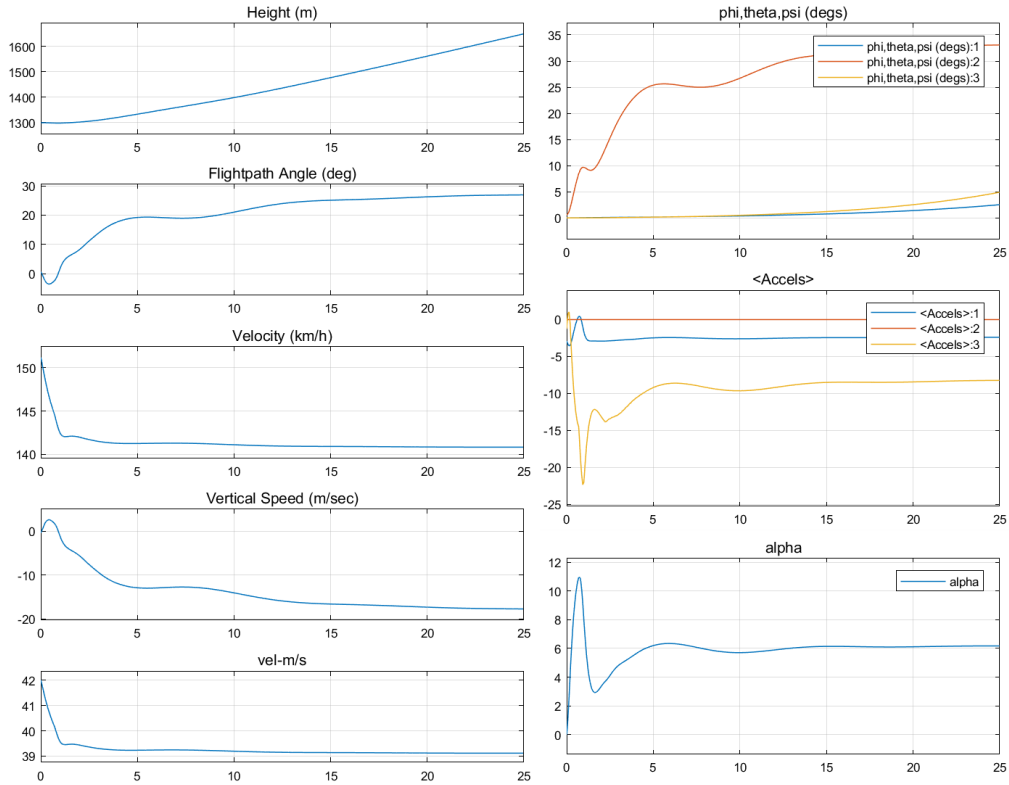 Height (m)
1600
1500
1400
1300
0 5 10 15 20 25
Flightpath Angle (deg)
30
20
10
0
0 5 10 15 20 25
Velocity (km/h)
150
145
140
0 5 10 15 20 25
Vertical Speed (m/sec)
0
-10
-20
0 5 10 15 20 25
vel-m/s
42
41
40
39
0 5 10 15 20 25
phi,theta,psi (degs)
35
30
25
20
15
10
5
0
phi,theta,psi (degs):1
phi,theta,psi (degs):2
phi,theta,psi (degs):3
0 5 10 15 20 25
<Accels>
0
-5
-10
-15
-20
-25
<Accels>:1
<Accels>:2
<Accels>:3
0 5 10 15 20 25
alpha
12
10
8
6
4
2
0
alpha
0 5 10 15 20 25